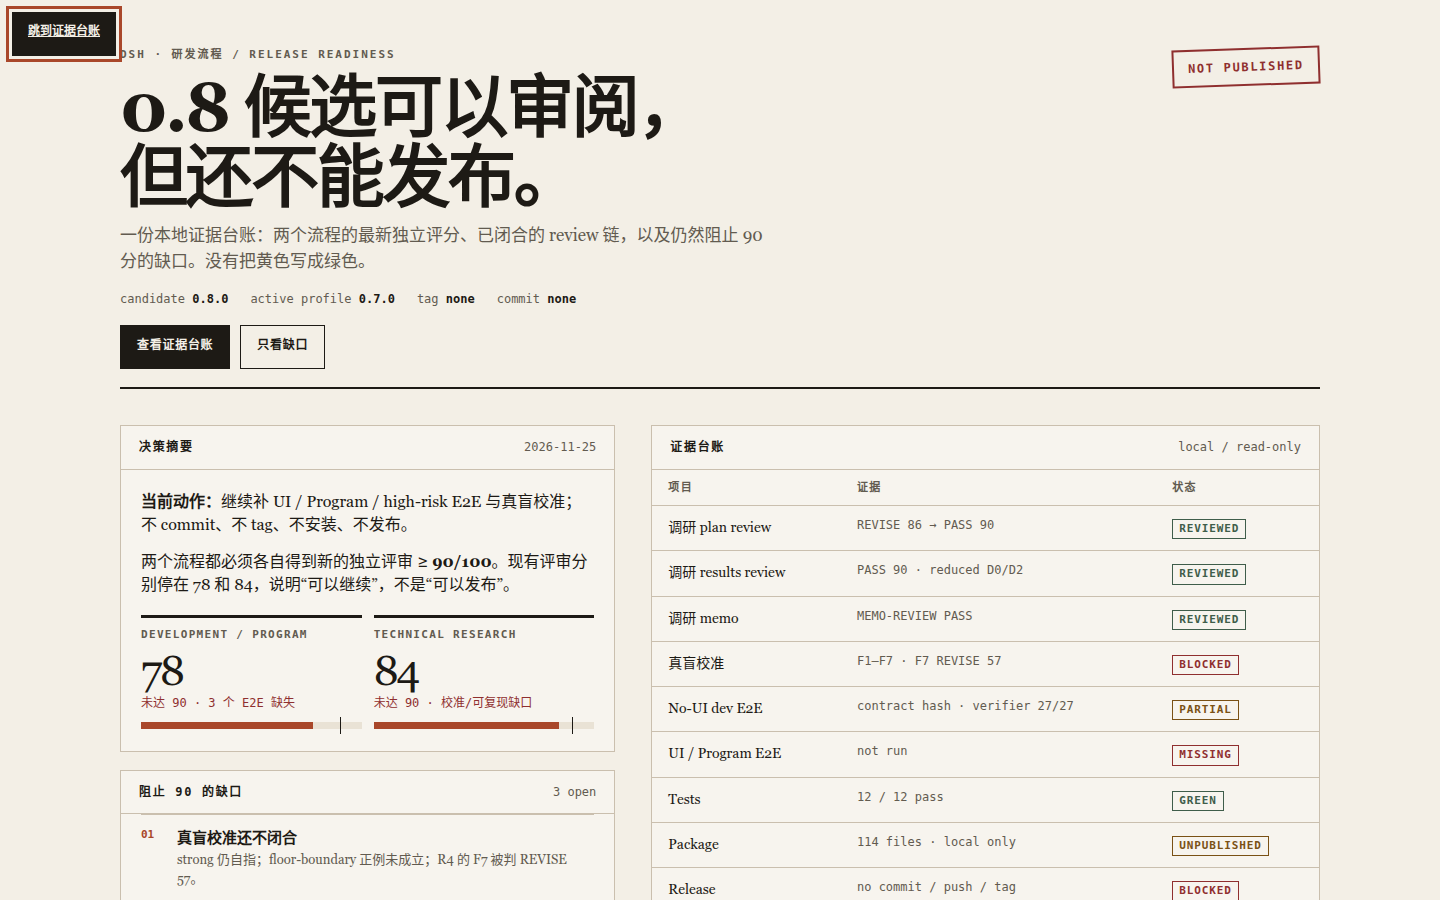 跳到证据台账
DSH · 研发流程 / RELEASE READINESS
NOT PUBLISHED
0.8 候选可以审阅，
但还不能发布。
一份本地证据台账：两个流程的最新独立评分、已闭合的 review 链，以及仍然阻止 90
分的缺口。没有把黄色写成绿色。
candidate 0.8.0 active profile 0.7.0 tag none commit none
查看证据台账 只看缺口
决策摘要 2026-11-25
当前动作：继续补 UI / Program / high-risk E2E 与真盲校准；
不 commit、不 tag、不安装、不发布。
两个流程都必须各自得到新的独立评审 ≥ 90/100。现有评审分
别停在 78 和 84，说明“可以继续”，不是“可以发布”。
DEVELOPMENT / PROGRAM
78
未达 90 · 3 个 E2E 缺失
TECHNICAL RESEARCH
84
未达 90 · 校准/可复现缺口
阻止 90 的缺口 3 open
01 真盲校准还不闭合
strong 仍自指；floor-boundary 正例未成立；R4 的 F7 被判 REVISE
57。
证据台账 local / read-only
项目 证据 状态
调研 plan review REVISE 86 → PASS 90 REVIEWED
调研 results review PASS 90 · reduced D0/D2 REVIEWED
调研 memo MEMO-REVIEW PASS REVIEWED
真盲校准 F1–F7 · F7 REVISE 57 BLOCKED
No-UI dev E2E contract hash · verifier 27/27 PARTIAL
UI / Program E2E not run MISSING
Tests 12 / 12 pass GREEN
Package 114 files · local only UNPUBLISHED
Release no commit / push / tag BLOCKED